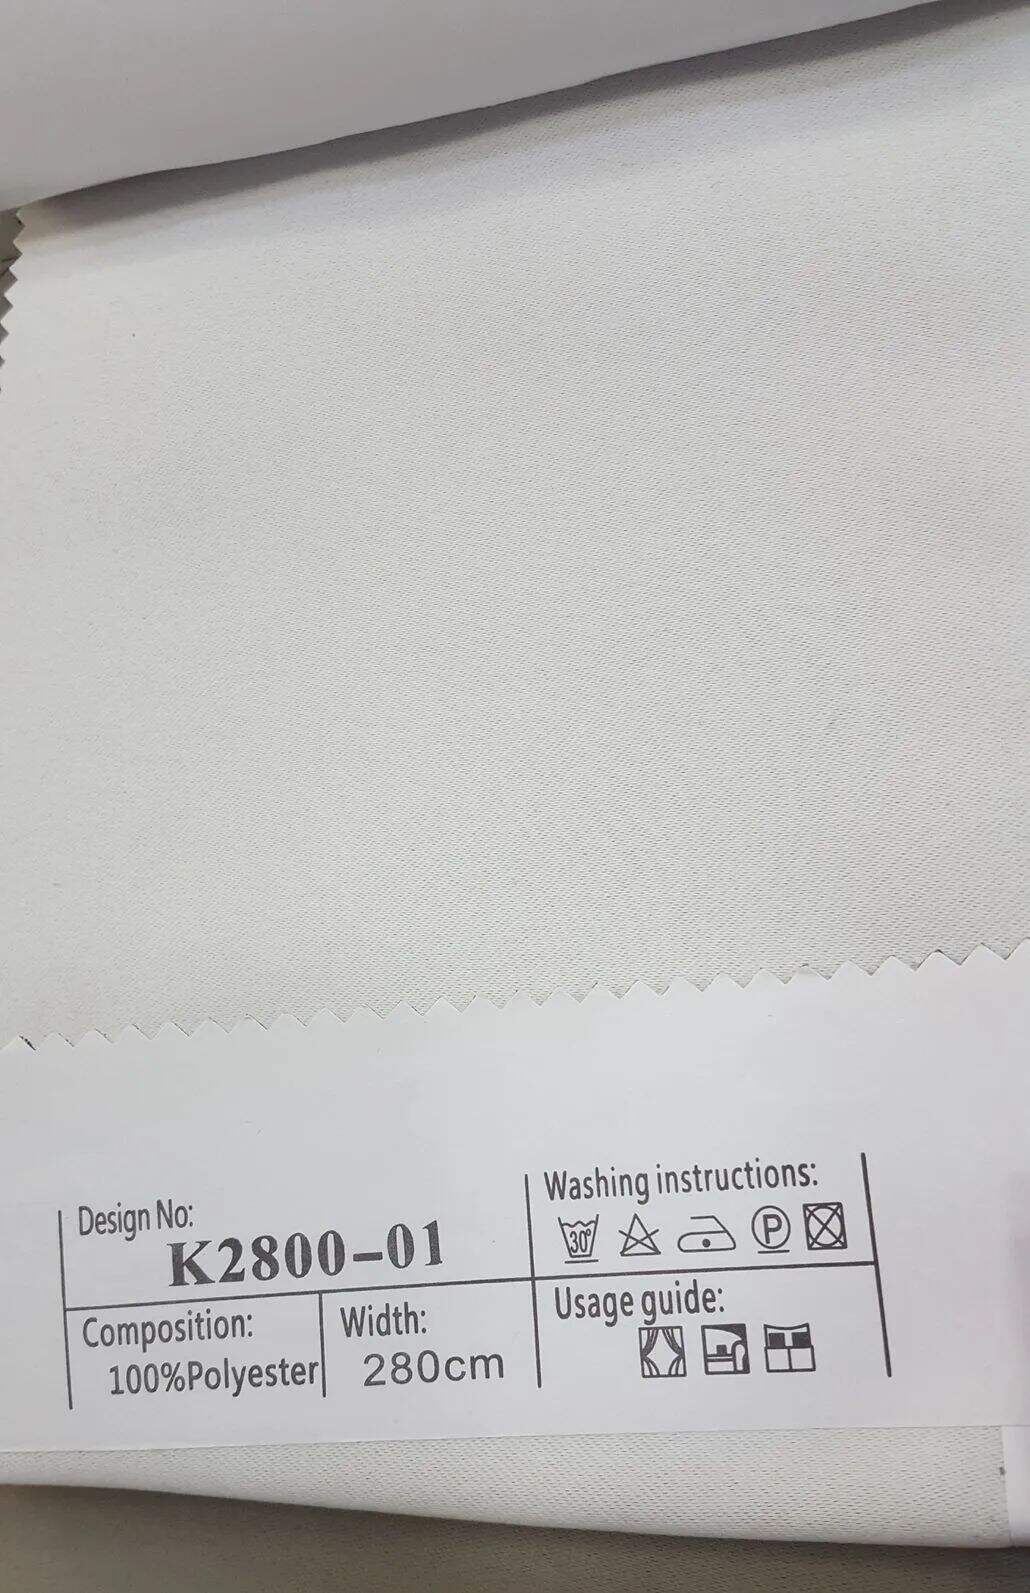 Design No:
K2800-01
Composition:
100%Polyester
Width:
280cm
Washing instructions:
30°
P
Usage guide: